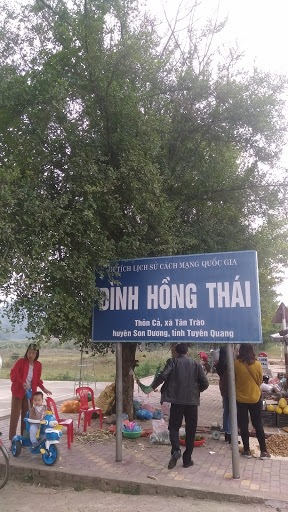 DI TÍCH LỊCH SỬ CÁCH MẠNG QUỐC GIA
ĐÌNH HỒNG THÁI
Thôn Cả, xã Tân Trào
huyện Sơn Dương, tỉnh Tuyên Quang